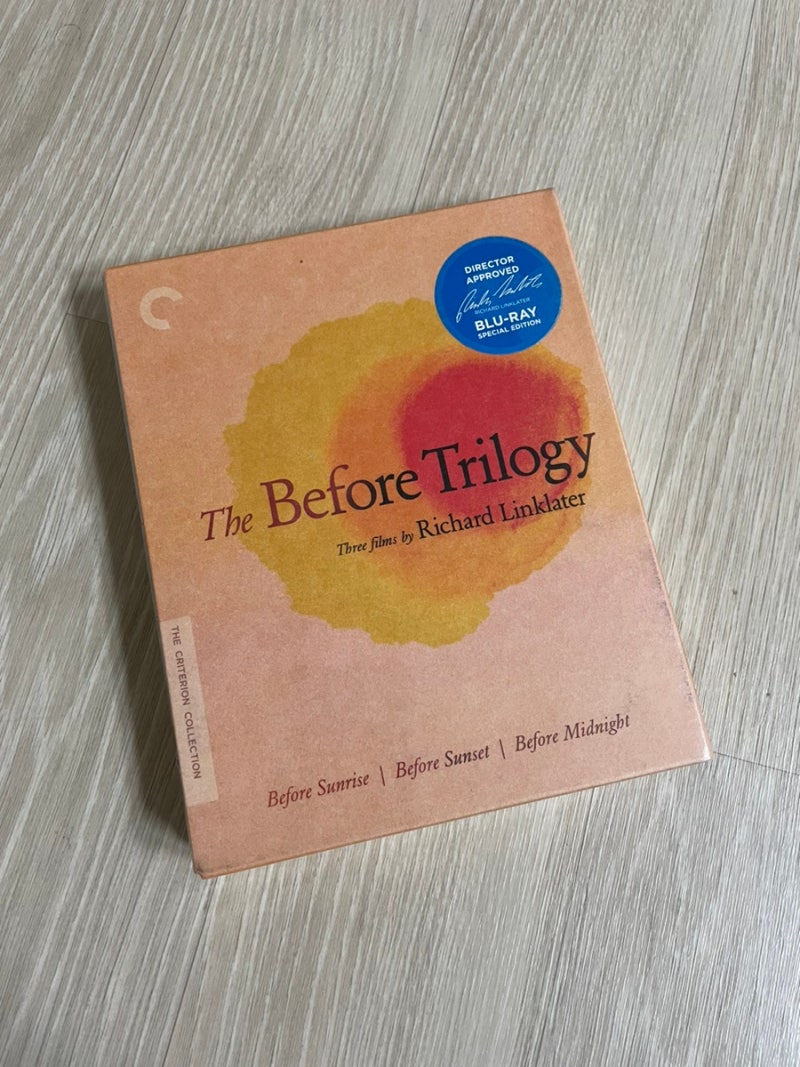 DIRECTOR
APPROVED
RICHARD LINKLATER
BLU-RAY
SPECIAL EDITION
The Before Trilogy
Three films by Richard Linklater
THE CRITERION COLLECTION
Before Sunrise | Before Sunset | Before Midnight